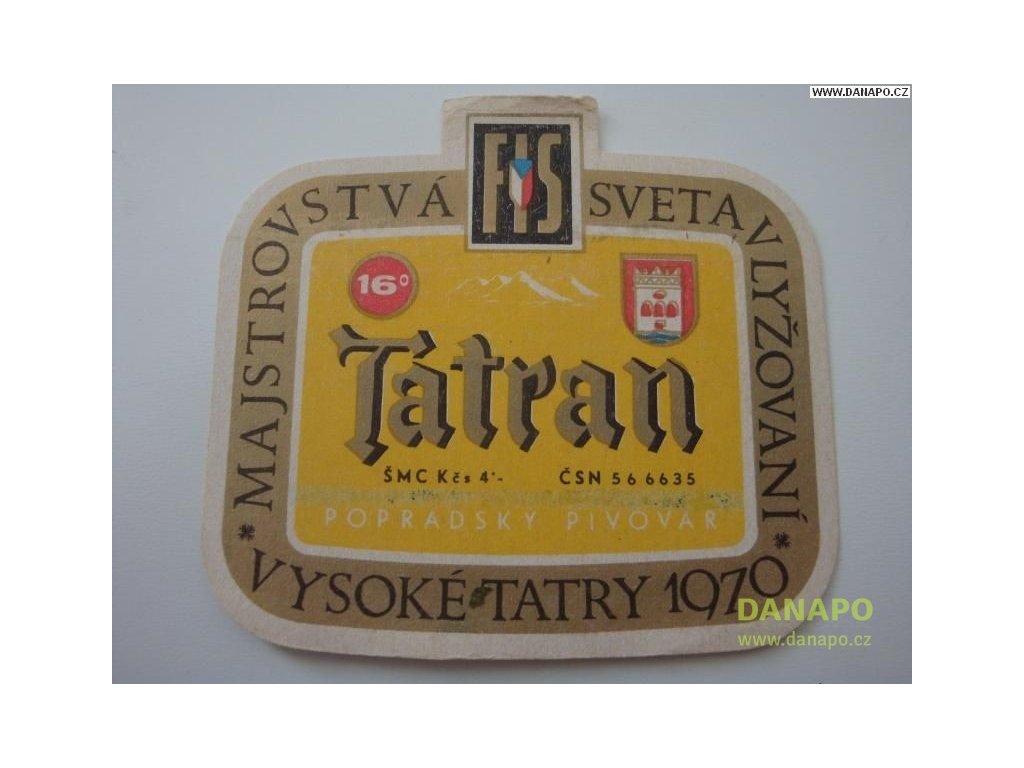 WWW.DANAPO.CZ
FIS
MAJSTROVSTVÁ SVETA V LYŽOVANÍ
16°
Tatran
ŠMC Kčs 4·- ČSN 56 6635
POPRADSKÝ PIVOVAR
* VYSOKÉ TATRY 1970 *
DANAPO
www.danapo.cz